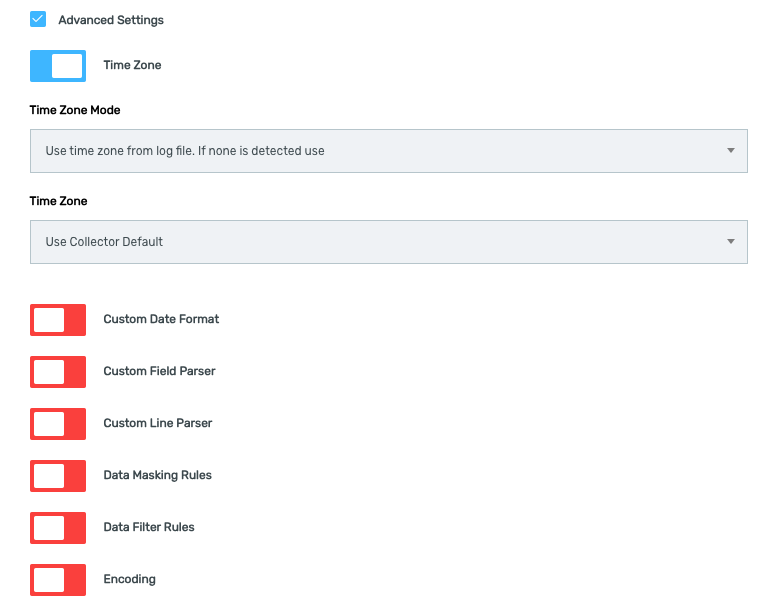 Advanced Settings
Time Zone
Time Zone Mode
Use time zone from log file. If none is detected use
Time Zone
Use Collector Default
Custom Date Format
Custom Field Parser
Custom Line Parser
Data Masking Rules
Data Filter Rules
Encoding